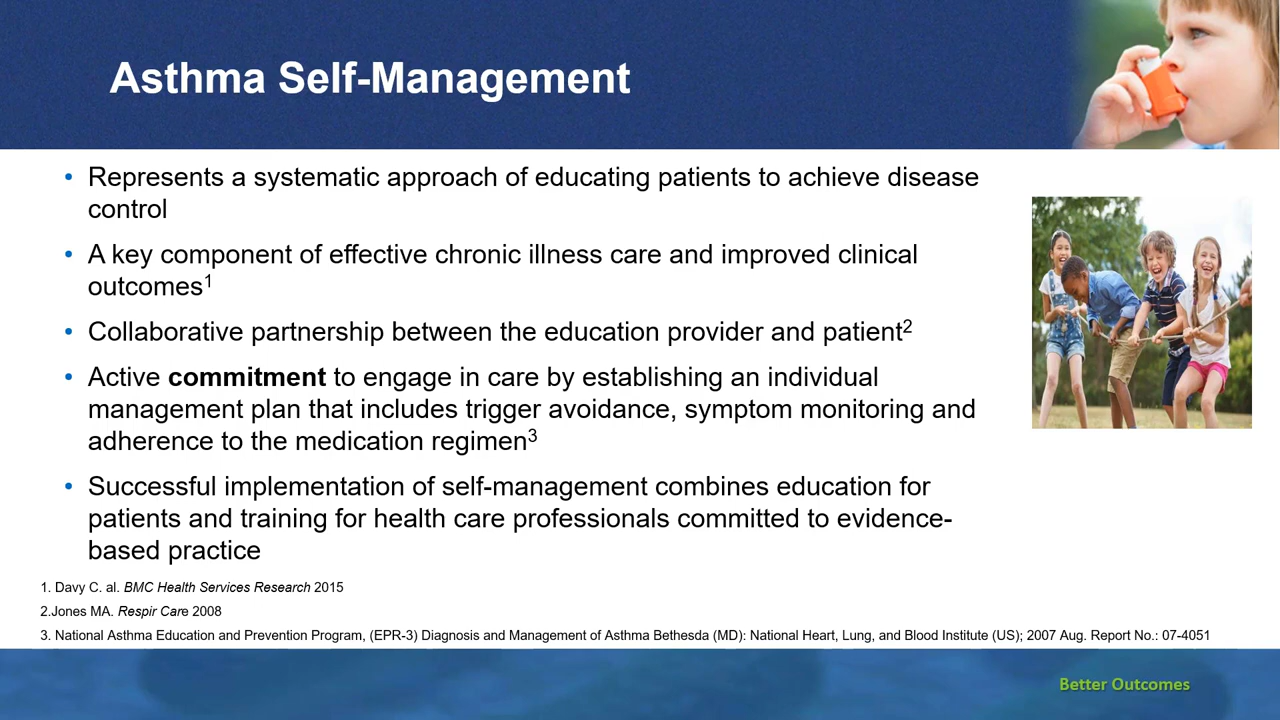 Asthma Self-Management
• Represents a systematic approach of educating patients to achieve disease
control
• A key component of effective chronic illness care and improved clinical
outcomes1
• Collaborative partnership between the education provider and patient2
• Active commitment to engage in care by establishing an individual
management plan that includes trigger avoidance, symptom monitoring and
adherence to the medication regimen3
• Successful implementation of self-management combines education for
patients and training for health care professionals committed to evidence-
based practice
1. Davy C. al. BMC Health Services Research 2015
2.Jones MA. Respir Care 2008
3. National Asthma Education and Prevention Program, (EPR-3) Diagnosis and Management of Asthma Bethesda (MD): National Heart, Lung, and Blood Institute (US); 2007 Aug. Report No.: 07-4051
Better Outcomes